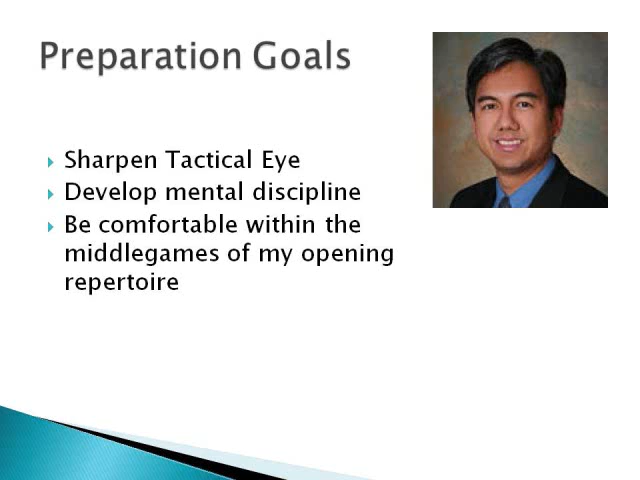 Preparation Goals
Sharpen Tactical Eye
Develop mental discipline
Be comfortable within the
middlegames of my opening
repertoire